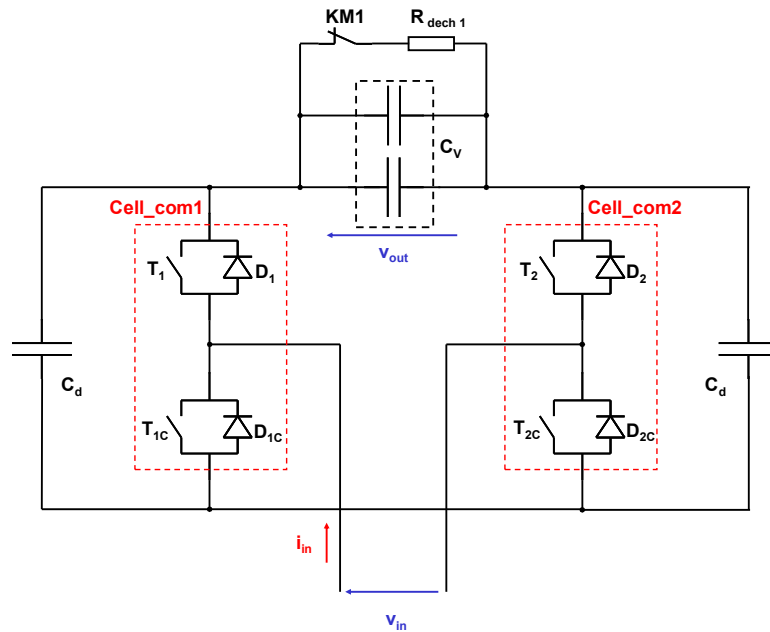 KM1
R dech 1
C V
Cell_com1
Cell_com2
v out
T 1
D 1
T 2
D 2
C d
C d
T 1C
D 1C
T 2C
D 2C
i in
v in